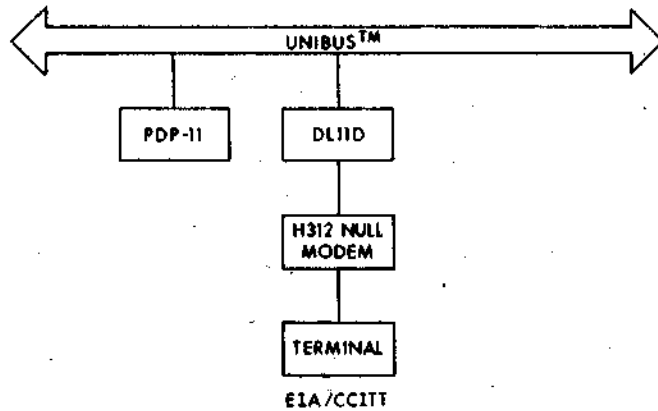 UNIBUS™
PDP-11
DL11D
H312 NULL
MODEM
TERMINAL
EIA/CCITT